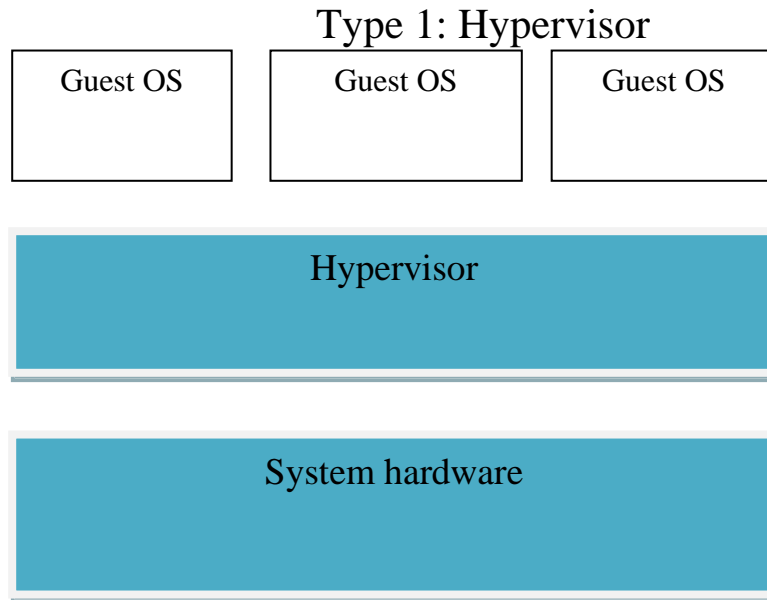 Type 1: Hypervisor
Guest OS Guest OS Guest OS
Hypervisor
System hardware